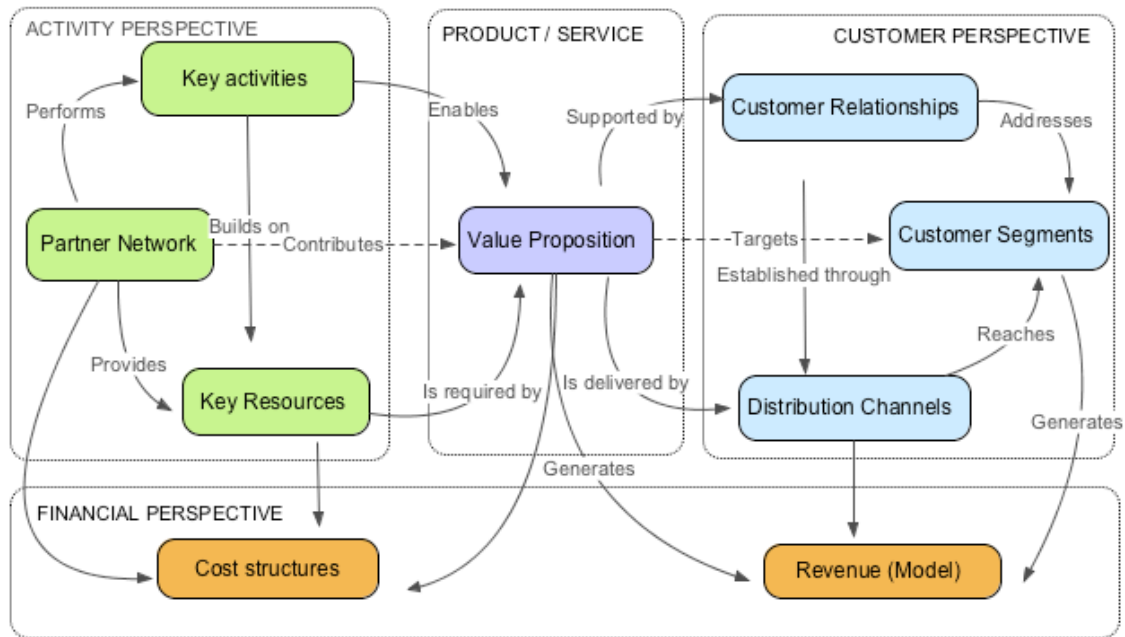 ACTIVITY PERSPECTIVE
Key activities
Performs
Partner Network
Builds on
Contributes
Provides
Key Resources
PRODUCT / SERVICE
Enables
Supported by
Value Proposition
Is required by
Is delivered by
Generates
CUSTOMER PERSPECTIVE
Customer Relationships
Addresses
Targets
Customer Segments
Established through
Reaches
Distribution Channels
Generates
FINANCIAL PERSPECTIVE
Cost structures
Revenue (Model)